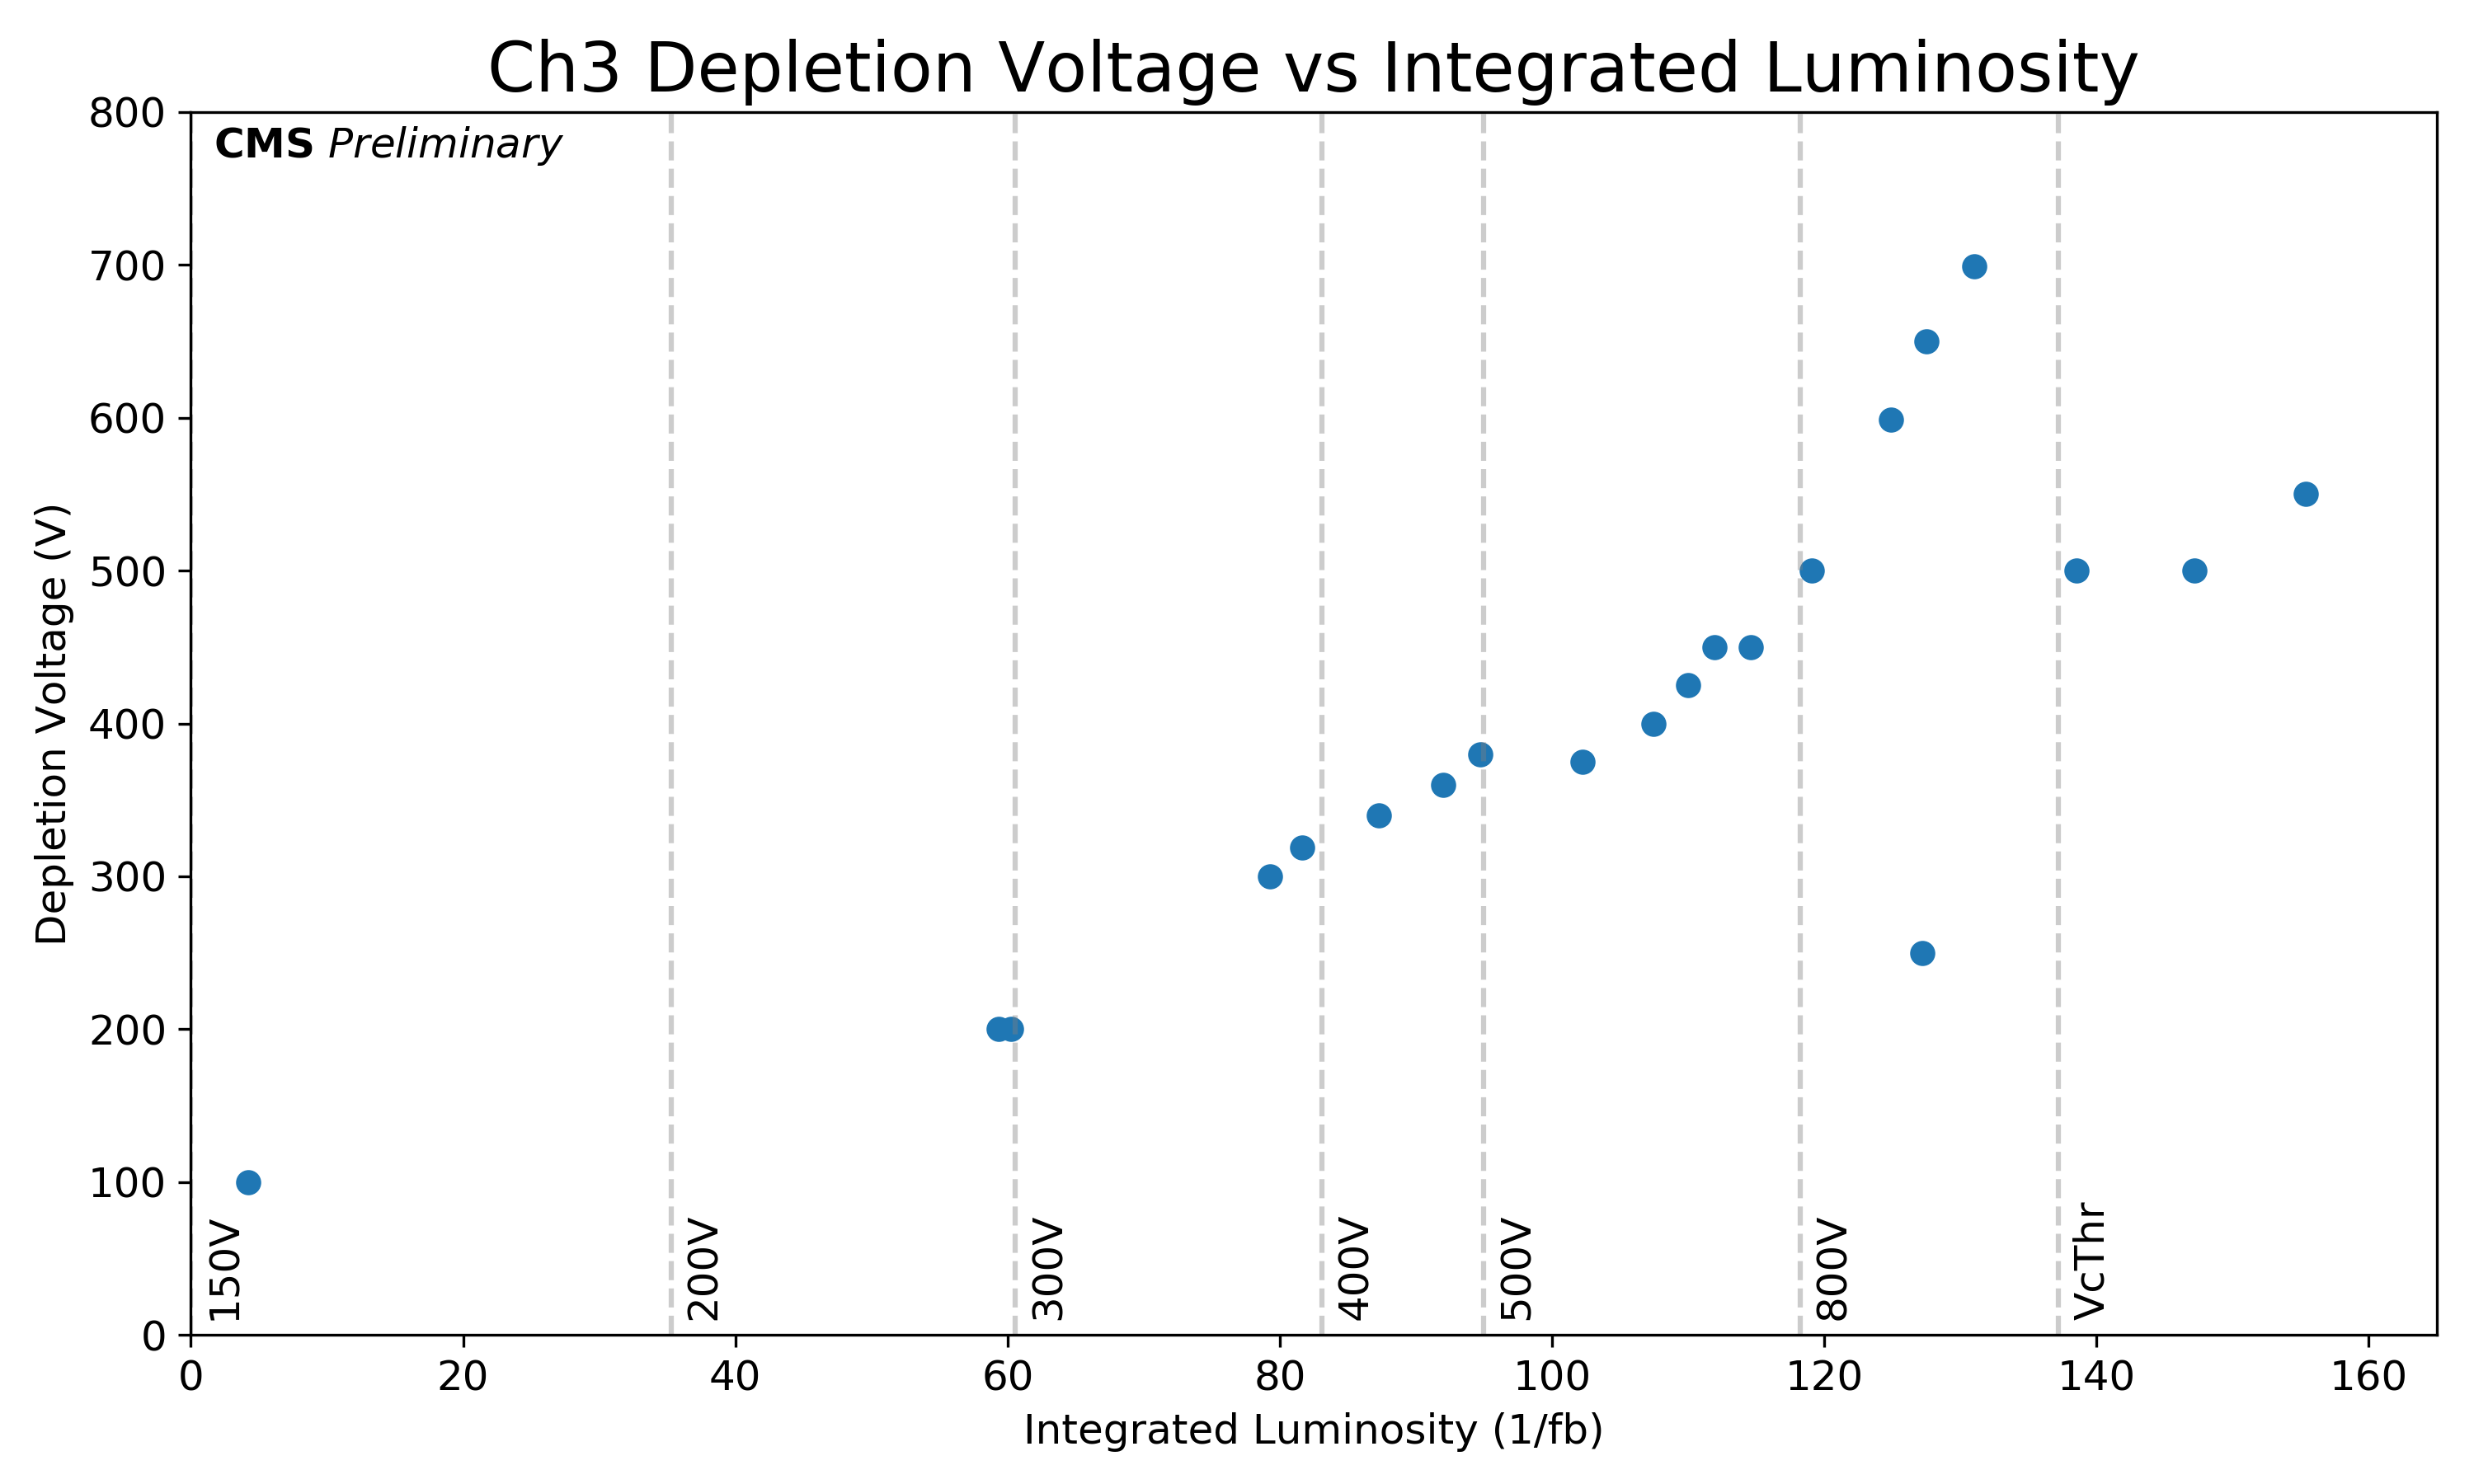 Ch3 Depletion Voltage vs Integrated Luminosity
CMS Preliminary
Depletion Voltage (V)
800
700
600
500
400
300
200
100
0
150V
200V
300V
400V
500V
800V
VcThr
0 20 40 60 80 100 120 140 160
Integrated Luminosity (1/fb)